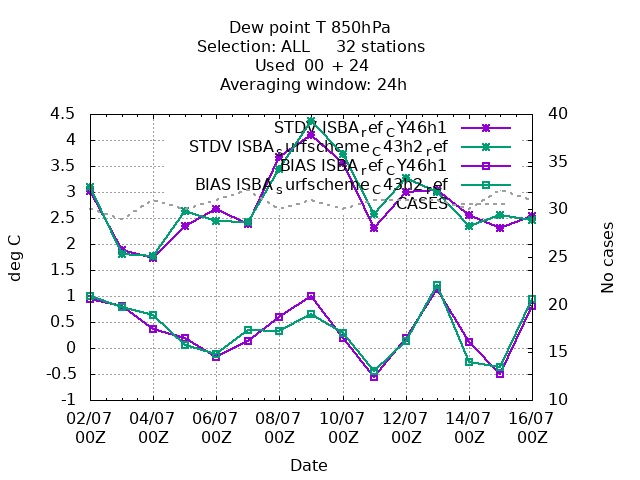 Dew point T 850hPa
Selection: ALL 32 stations
Used 00 + 24
Averaging window: 24h
4.5 40
STDV ISBA_ref_CY46h1
4
STDV ISBA_surfscheme_C43h2_ref
3.5 35
BIAS ISBA_ref_CY46h1
3
BIAS ISBA_surfscheme_C43h2_ref
CASES
2.5 30
2 25
1.5
1 20
0.5
0 15
-0.5
-1 10
deg C
No cases
02/07 04/07 06/07 08/07 10/07 12/07 14/07 16/07
00Z 00Z 00Z 00Z 00Z 00Z 00Z 00Z
Date